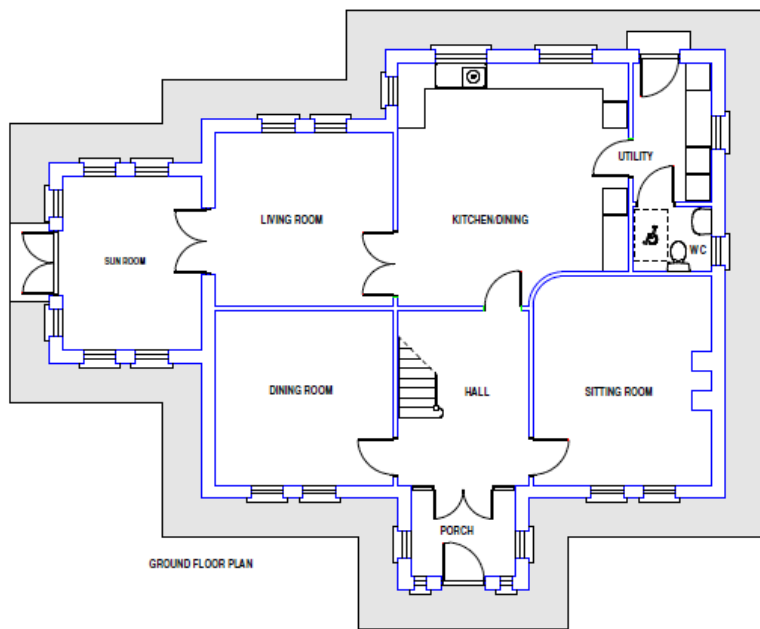 UTILITY
LIVING ROOM
KITCHEN/DINING
WC
SUN ROOM
DINING ROOM
HALL
SITTING ROOM
PORCH
GROUND FLOOR PLAN